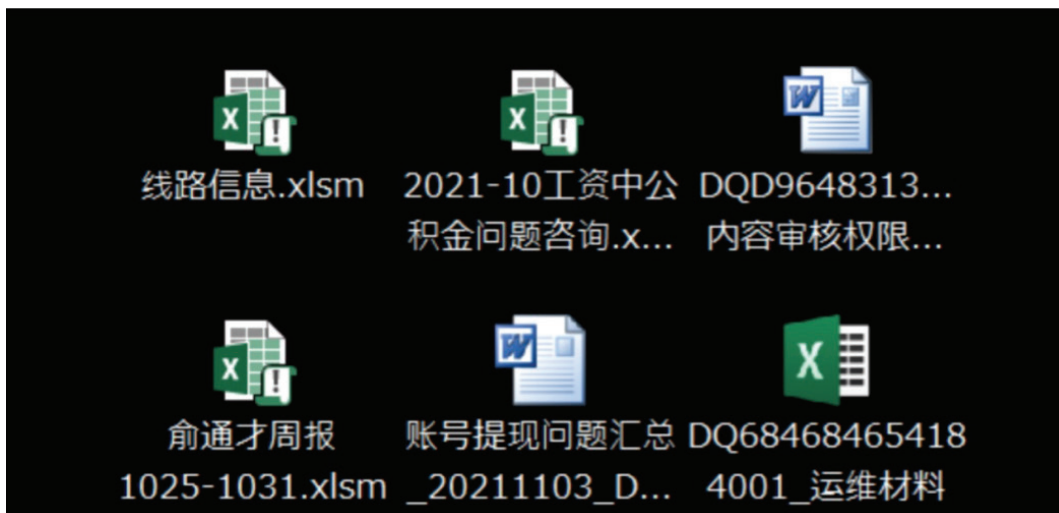 线路信息.xlsm
2021-10工资中公
积金问题咨询.x...
DQD9648313...
内容审核权限...
俞通才周报
1025-1031.xlsm
账号提现问题汇总
_20211103_D...
DQ68468465418
4001_运维材料